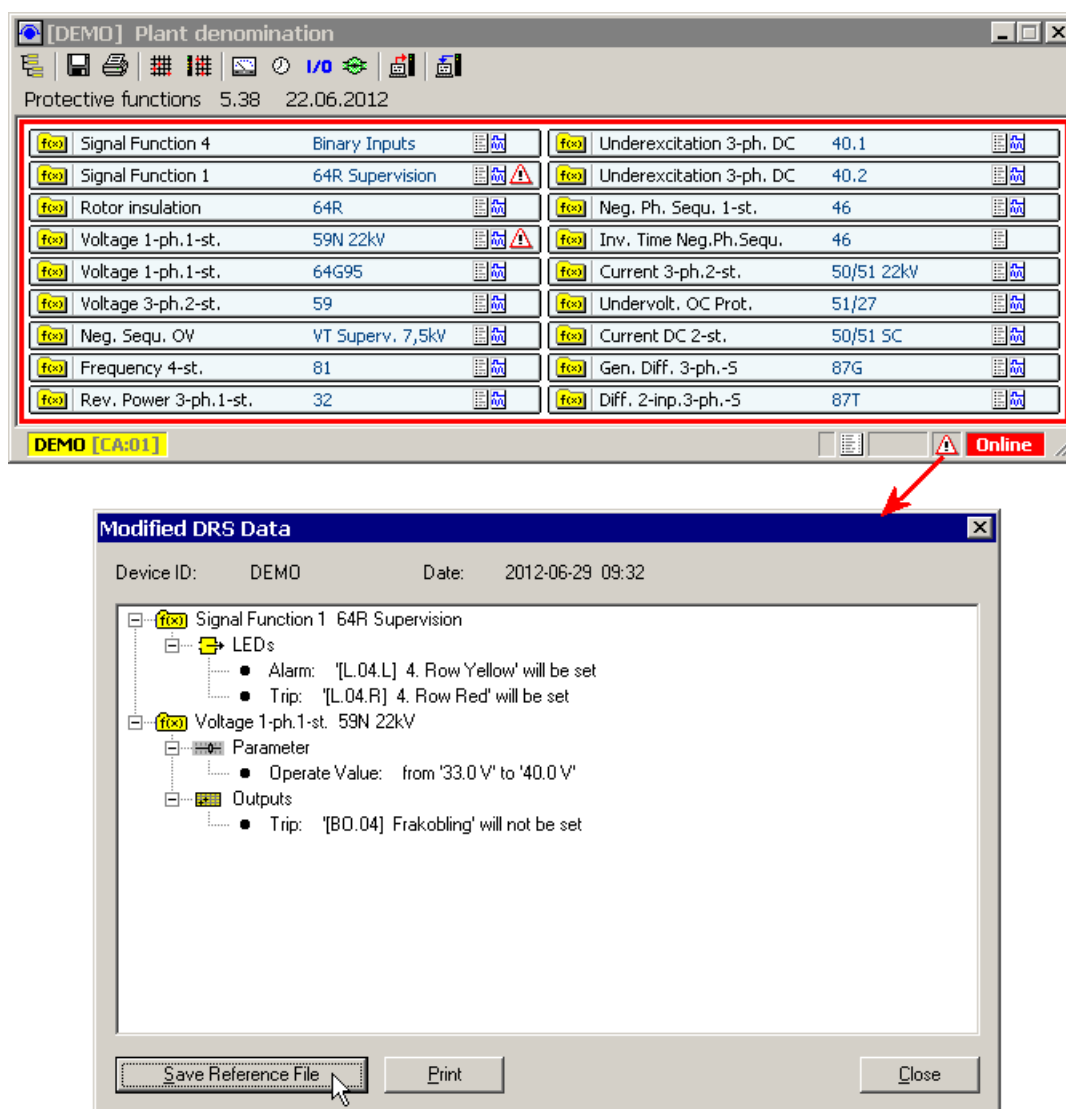 [DEMO] Plant denomination
I/O
Protective functions 5.38 22.06.2012
f(x) Signal Function 4 Binary Inputs
f(x) Underexcitation 3-ph. DC 40.1
f(x) Signal Function 1 64R Supervision
f(x) Underexcitation 3-ph. DC 40.2
f(x) Rotor insulation 64R
f(x) Neg. Ph. Sequ. 1-st. 46
f(x) Voltage 1-ph.1-st. 59N 22kV
f(x) Inv. Time Neg.Ph.Sequ. 46
f(x) Voltage 1-ph.1-st. 64G95
f(x) Current 3-ph.2-st. 50/51 22kV
f(x) Voltage 3-ph.2-st. 59
f(x) Undervolt. OC Prot. 51/27
f(x) Neg. Sequ. OV VT Superv. 7,5kV
f(x) Current DC 2-st. 50/51 SC
f(x) Frequency 4-st. 81
f(x) Gen. Diff. 3-ph.-S 87G
f(x) Rev. Power 3-ph.1-st. 32
f(x) Diff. 2-inp.3-ph.-S 87T
DEMO [CA:01] Online
Modified DRS Data
Device ID: DEMO Date: 2012-06-29 09:32
f(x) Signal Function 1 64R Supervision
LEDs
Alarm: '[L.04.L] 4. Row Yellow' will be set
Trip: '[L.04.R] 4. Row Red' will be set
f(x) Voltage 1-ph.1-st. 59N 22kV
Parameter
Operate Value: from '33.0 V' to '40.0 V'
Outputs
Trip: '[BO.04] Frakobling' will not be set
Save Reference File Print Close